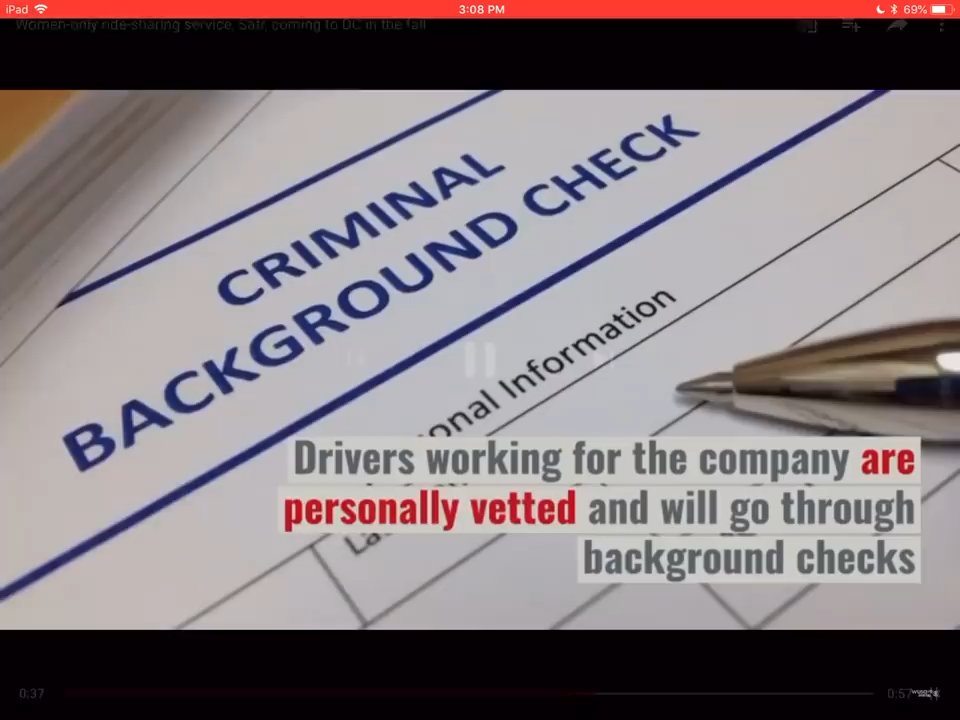 iPad
3:08 PM
69%
Women-only ride-sharing service, Safr, coming to DC in the fall
CRIMINAL
BACKGROUND CHECK
onal Information
Drivers working for the company are
personally vetted and will go through
background checks
0:37
0:57